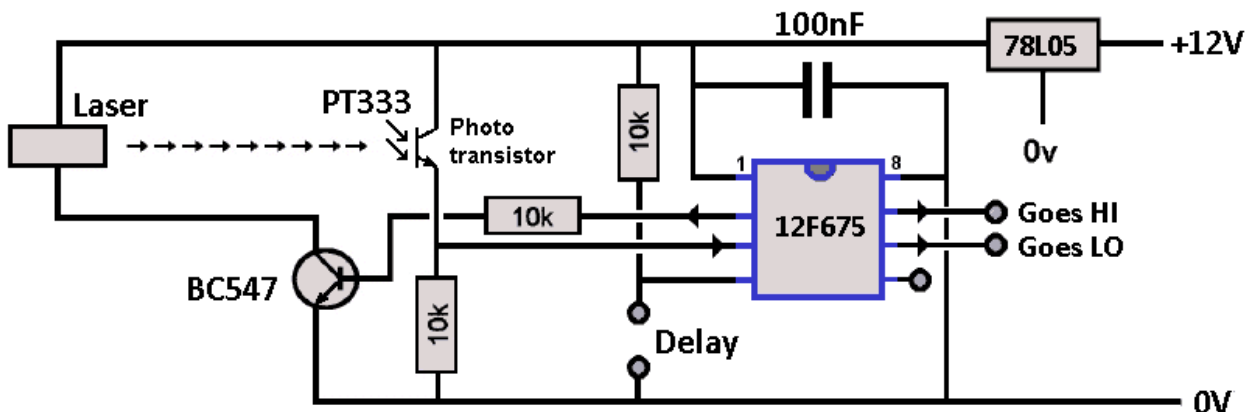 100nF
78L05
+12V
Laser
PT333
Photo
transistor
10k
0v
1
8
10k
12F675
Goes HI
Goes LO
BC547
10k
Delay
0V